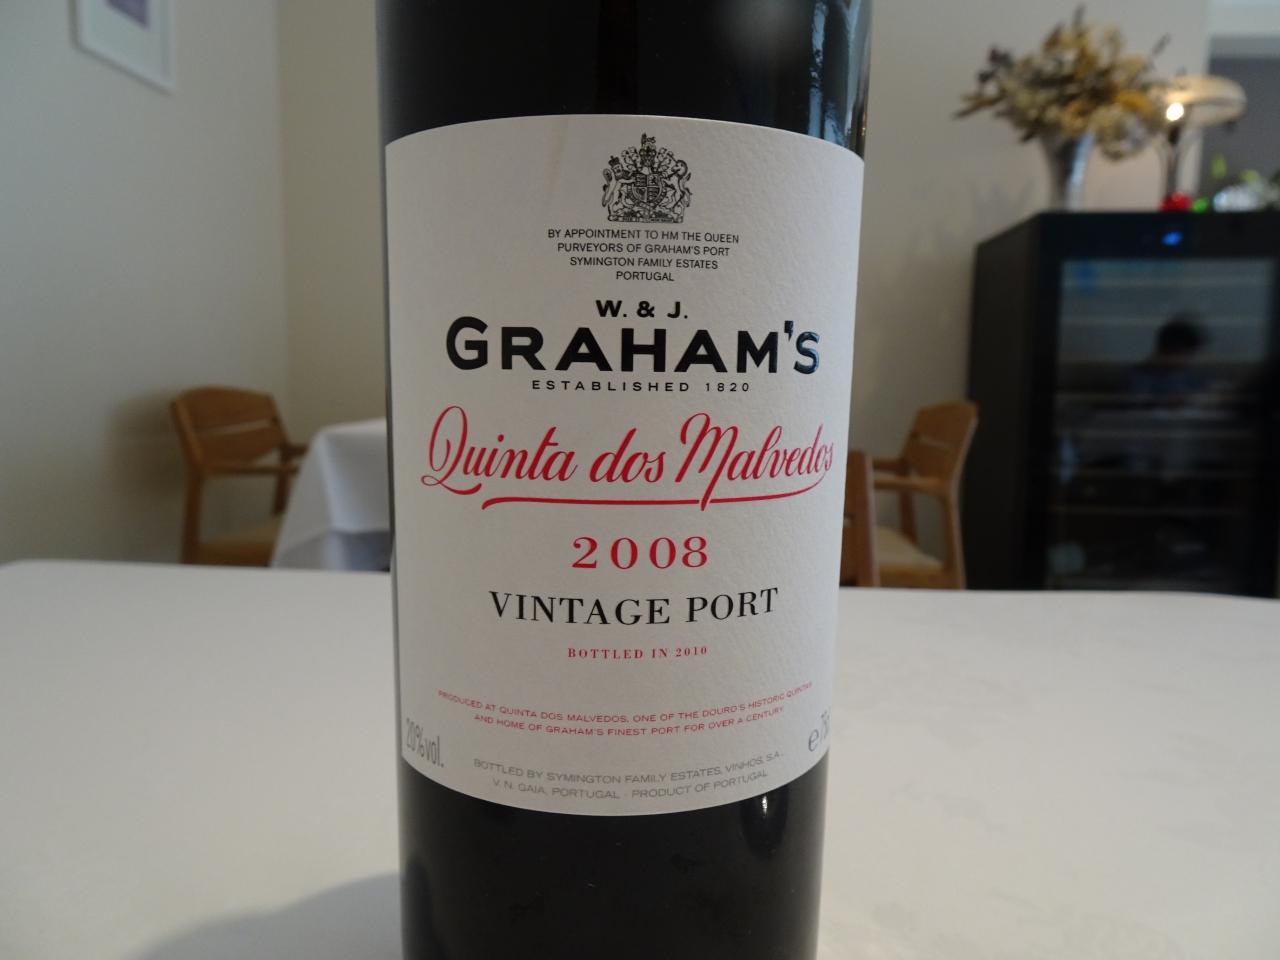 BY APPOINTMENT TO HM THE QUEEN
PURVEYORS OF GRAHAM'S PORT
SYMINGTON FAMILY ESTATES
PORTUGAL
W. & J.
GRAHAM'S
ESTABLISHED 1820
Quinta dos Malvedos
2008
VINTAGE PORT
BOTTLED IN 2010
PRODUCED AT QUINTA DOS MALVEDOS, ONE OF THE DOURO'S HISTORIC QUINTAS
AND HOME OF GRAHAM'S FINEST PORT FOR OVER A CENTURY
20%vol.
BOTTLED BY SYMINGTON FAMILY ESTATES, VINHOS, S.A.
V. N. GAIA, PORTUGAL · PRODUCT OF PORTUGAL